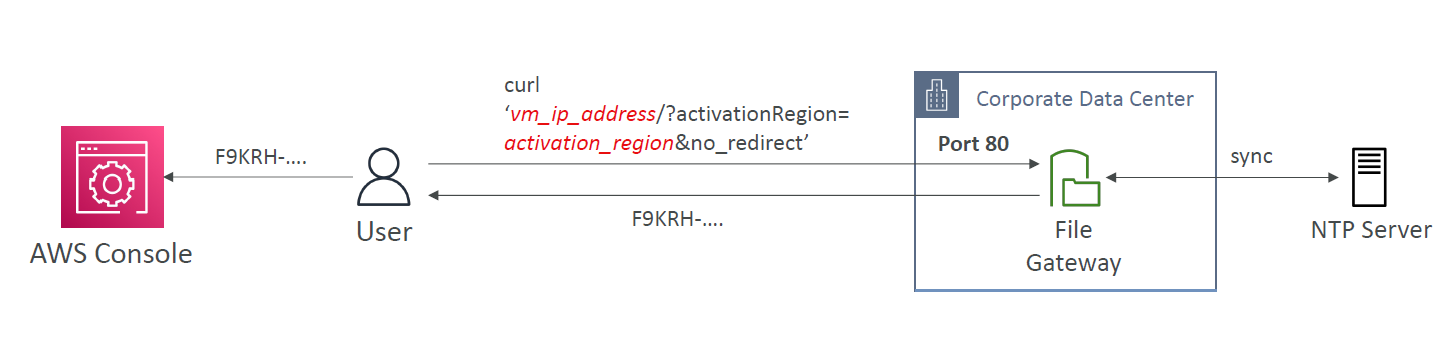 curl
‘vm_ip_address/?activationRegion=
activation_region&no_redirect’
Corporate Data Center
Port 80
F9KRH-….
sync
F9KRH-….
AWS Console
User
File
Gateway
NTP Server